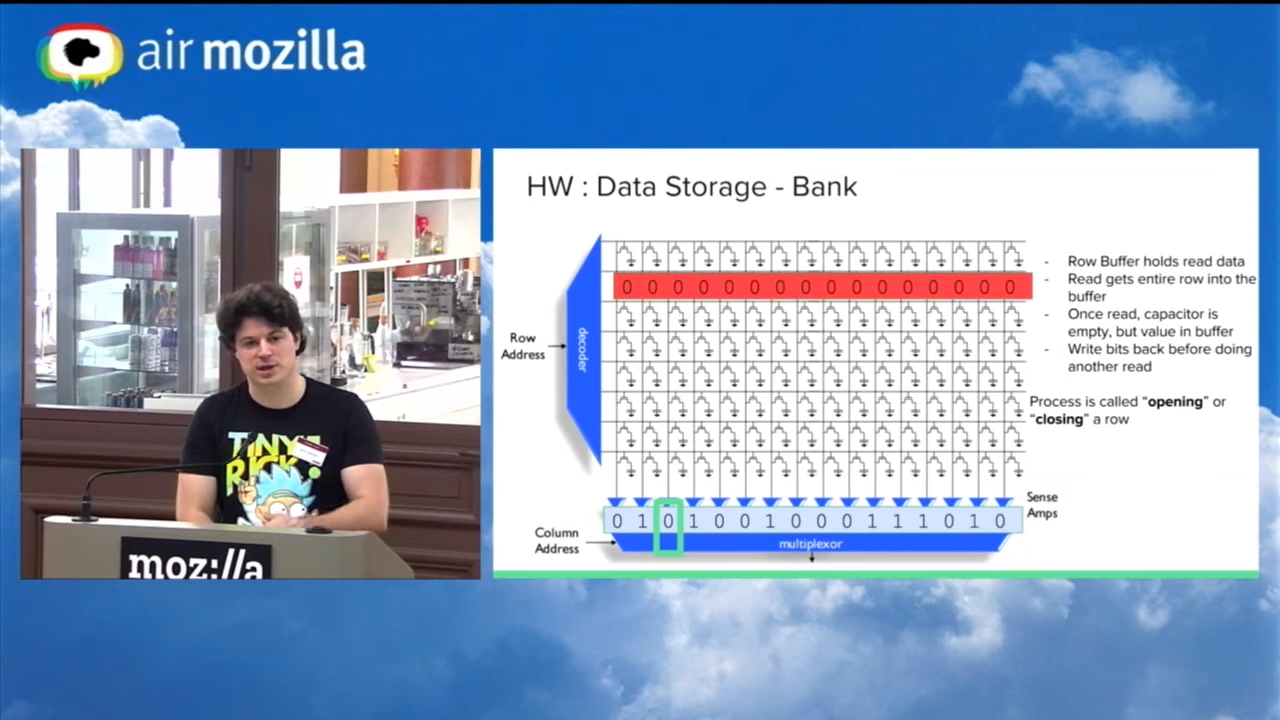 air mozilla
TINY
RICK!
moz://a
HW : Data Storage - Bank
0 0 0 0 0 0 0 0 0 0 0 0 0 0 0 0
Row
Address
decoder
- Row Buffer holds read data
- Read gets entire row into the
buffer
- Once read, capacitor is
empty, but value in buffer
- Write bits back before doing
another read
Process is called “opening” or
“closing” a row
Sense
Amps
0 1 0 1 0 0 1 0 0 0 1 1 1 0 1 0
Column
Address
multiplexor